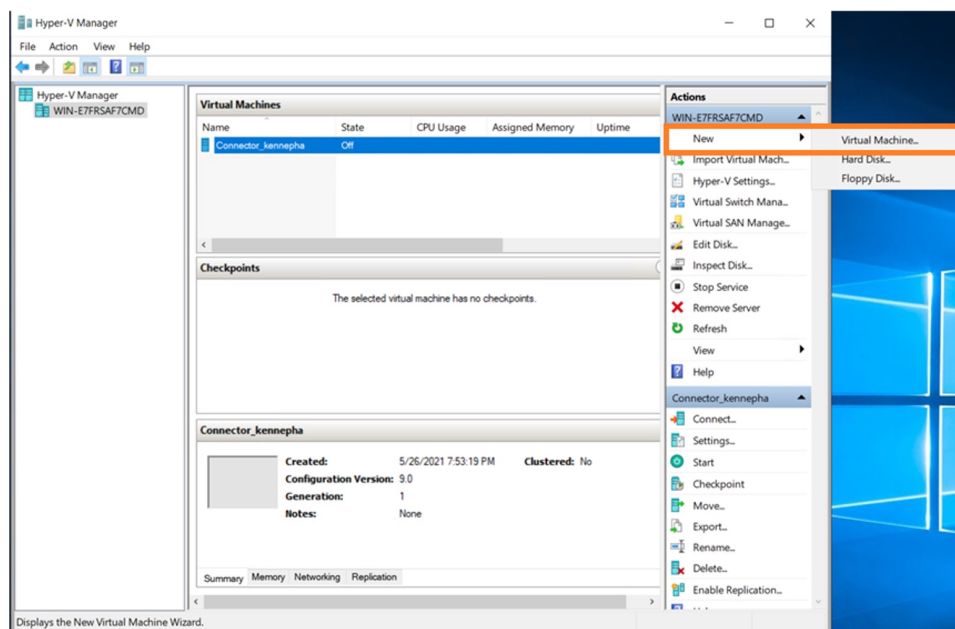 Hyper-V Manager
File Action View Help
Hyper-V Manager
WIN-E7FRSAF7CMD
Virtual Machines
Name State CPU Usage Assigned Memory Uptime
Connector_kennepha Off
Checkpoints
The selected virtual machine has no checkpoints.
Connector_kennepha
Created: 5/26/2021 7:53:19 PM Clustered: No
Configuration Version: 9.0
Generation: 1
Notes: None
Summary Memory Networking Replication
Actions
WIN-E7FRSAF7CMD
New
Import Virtual Mach...
Hyper-V Settings...
Virtual Switch Mana...
Virtual SAN Manage...
Edit Disk...
Inspect Disk...
Stop Service
Remove Server
Refresh
View
Help
Connector_kennepha
Connect...
Settings...
Start
Checkpoint
Move...
Export...
Rename...
Delete...
Enable Replication...
Virtual Machine...
Hard Disk...
Floppy Disk...
Displays the New Virtual Machine Wizard.